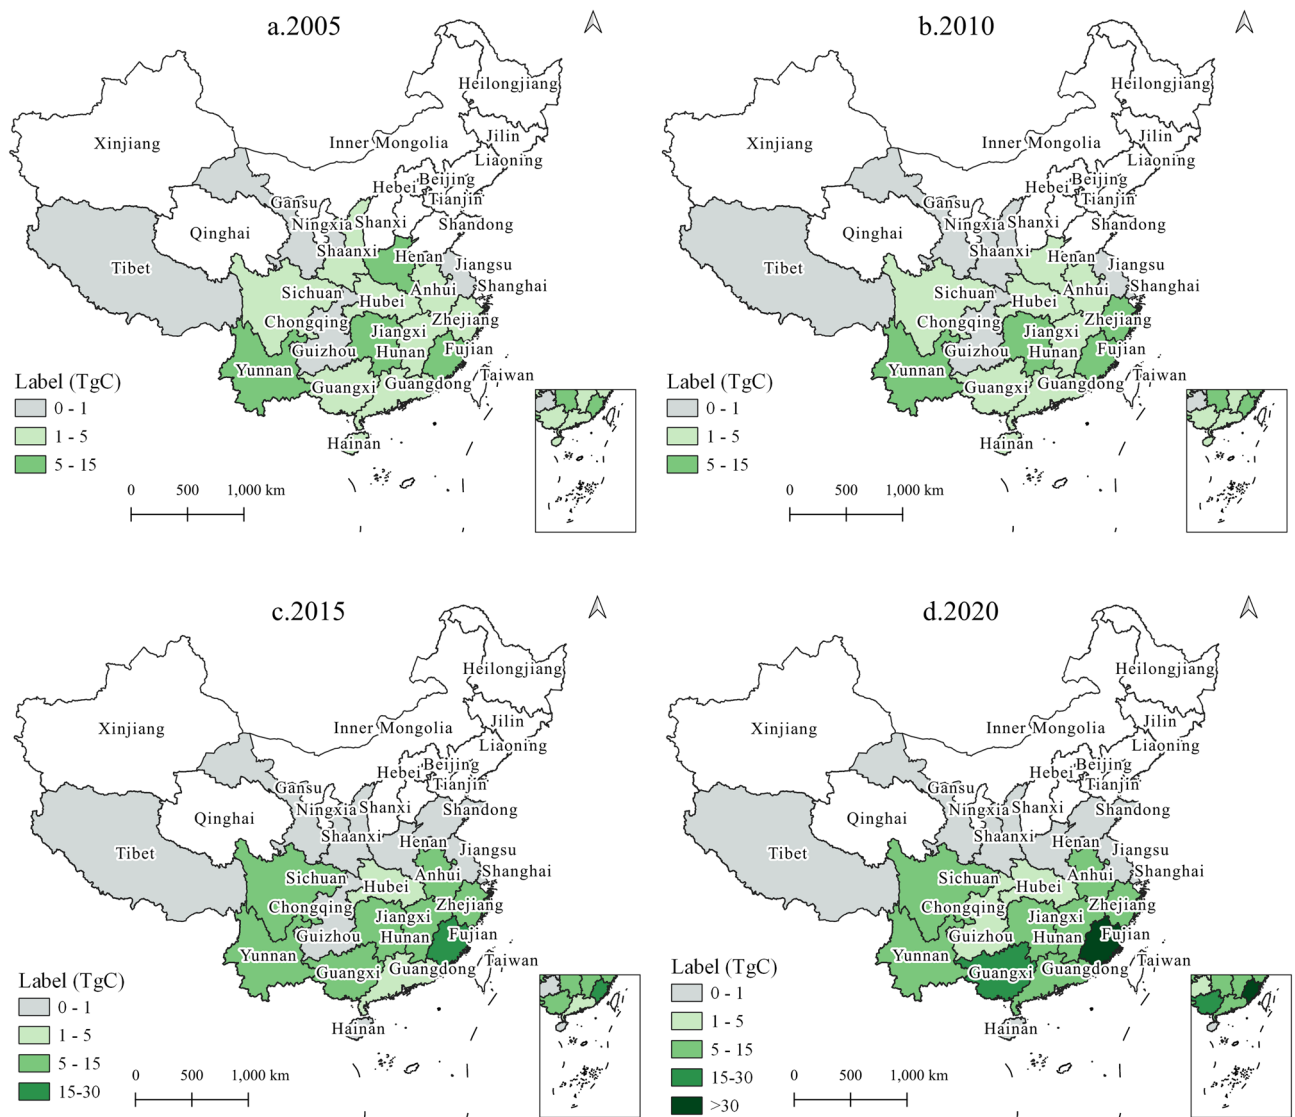 a.2005
Heilongjiang
Jilin
Xinjiang
Inner Mongolia
Liaoning
Beijing
Hebei
Tianjin
Gansu
Ningxia
Shanxi
Shandong
Qinghai
Shaanxi
Henan
Tibet
Jiangsu
Sichuan
Anhui
Shanghai
Hubei
Chongqing
Zhejiang
Jiangxi
Guizhou
Hunan
Fujian
Yunnan
Guangxi
Guangdong
Taiwan
Hainan
Label (TgC)
0 - 1
1 - 5
5 - 15
0 500 1,000 km
b.2010
Heilongjiang
Jilin
Xinjiang
Inner Mongolia
Liaoning
Beijing
Hebei
Tianjin
Gansu
Ningxia
Shanxi
Shandong
Qinghai
Shaanxi
Henan
Tibet
Jiangsu
Sichuan
Anhui
Shanghai
Hubei
Chongqing
Zhejiang
Jiangxi
Guizhou
Hunan
Fujian
Yunnan
Guangxi
Guangdong
Taiwan
Hainan
Label (TgC)
0 - 1
1 - 5
5 - 15
0 500 1,000 km
c.2015
Heilongjiang
Jilin
Xinjiang
Inner Mongolia
Liaoning
Beijing
Hebei
Tianjin
Gansu
Ningxia
Shanxi
Shandong
Qinghai
Shaanxi
Henan
Tibet
Jiangsu
Sichuan
Anhui
Shanghai
Hubei
Chongqing
Zhejiang
Jiangxi
Guizhou
Hunan
Fujian
Yunnan
Guangxi
Guangdong
Taiwan
Hainan
Label (TgC)
0 - 1
1 - 5
5 - 15
15-30
0 500 1,000 km
d.2020
Heilongjiang
Jilin
Xinjiang
Inner Mongolia
Liaoning
Beijing
Hebei
Tianjin
Gansu
Ningxia
Shanxi
Shandong
Qinghai
Shaanxi
Henan
Tibet
Jiangsu
Sichuan
Anhui
Shanghai
Hubei
Chongqing
Zhejiang
Jiangxi
Guizhou
Hunan
Fujian
Yunnan
Guangxi
Guangdong
Taiwan
Hainan
Label (TgC)
0 - 1
1 - 5
5 - 15
15-30
>30
0 500 1,000 km